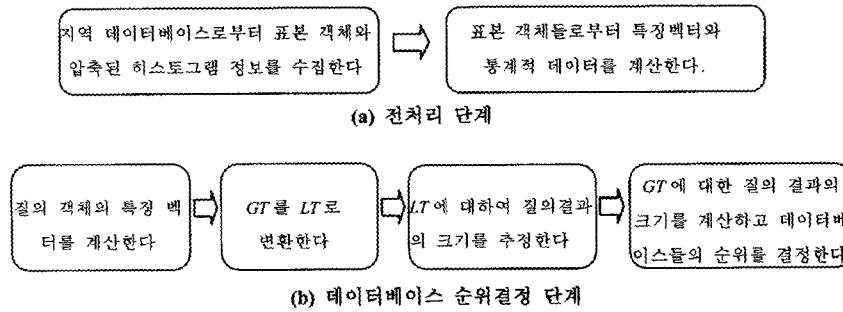 지역 데이터베이스로부터 표본 객체와
압축된 히스토그램 정보를 수집한다
표본 객체들로부터 특징벡터와
통계적 데이터를 계산한다.
(a) 전처리 단계
질의 객체의 특징 벡
터를 계산한다
GT를 LT로
변환한다
LT에 대하여 질의결과
의 크기를 추정한다
GT에 대한 질의 결과의
크기를 계산하고 데이터베
이스들의 순위를 결정한다
(b) 데이터베이스 순위결정 단계